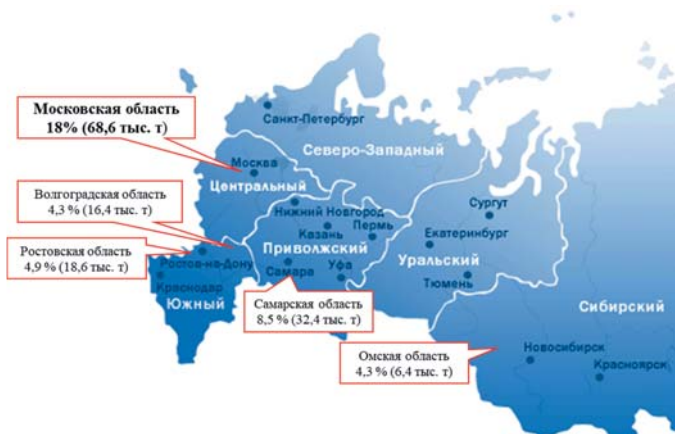 Московская область
18% (68,6 тыс. т)
Санкт-Петербург
Северо-Западный
Москва
Центральный
Волгоградская область
4,3 % (16,4 тыс. т)
Нижний Новгород
Сургут
Казань
Пермь
Екатеринбург
Ростовская область
4,9 % (18,6 тыс. т)
Приволжский
Уральский
Ростов-на-Дону
Самара
Уфа
Тюмень
Краснодар
Южный
Самарская область
8,5 % (32,4 тыс. т)
Сибирский
Омская область
4,3 % (6,4 тыс. т)
Новосибирск
Красноярск